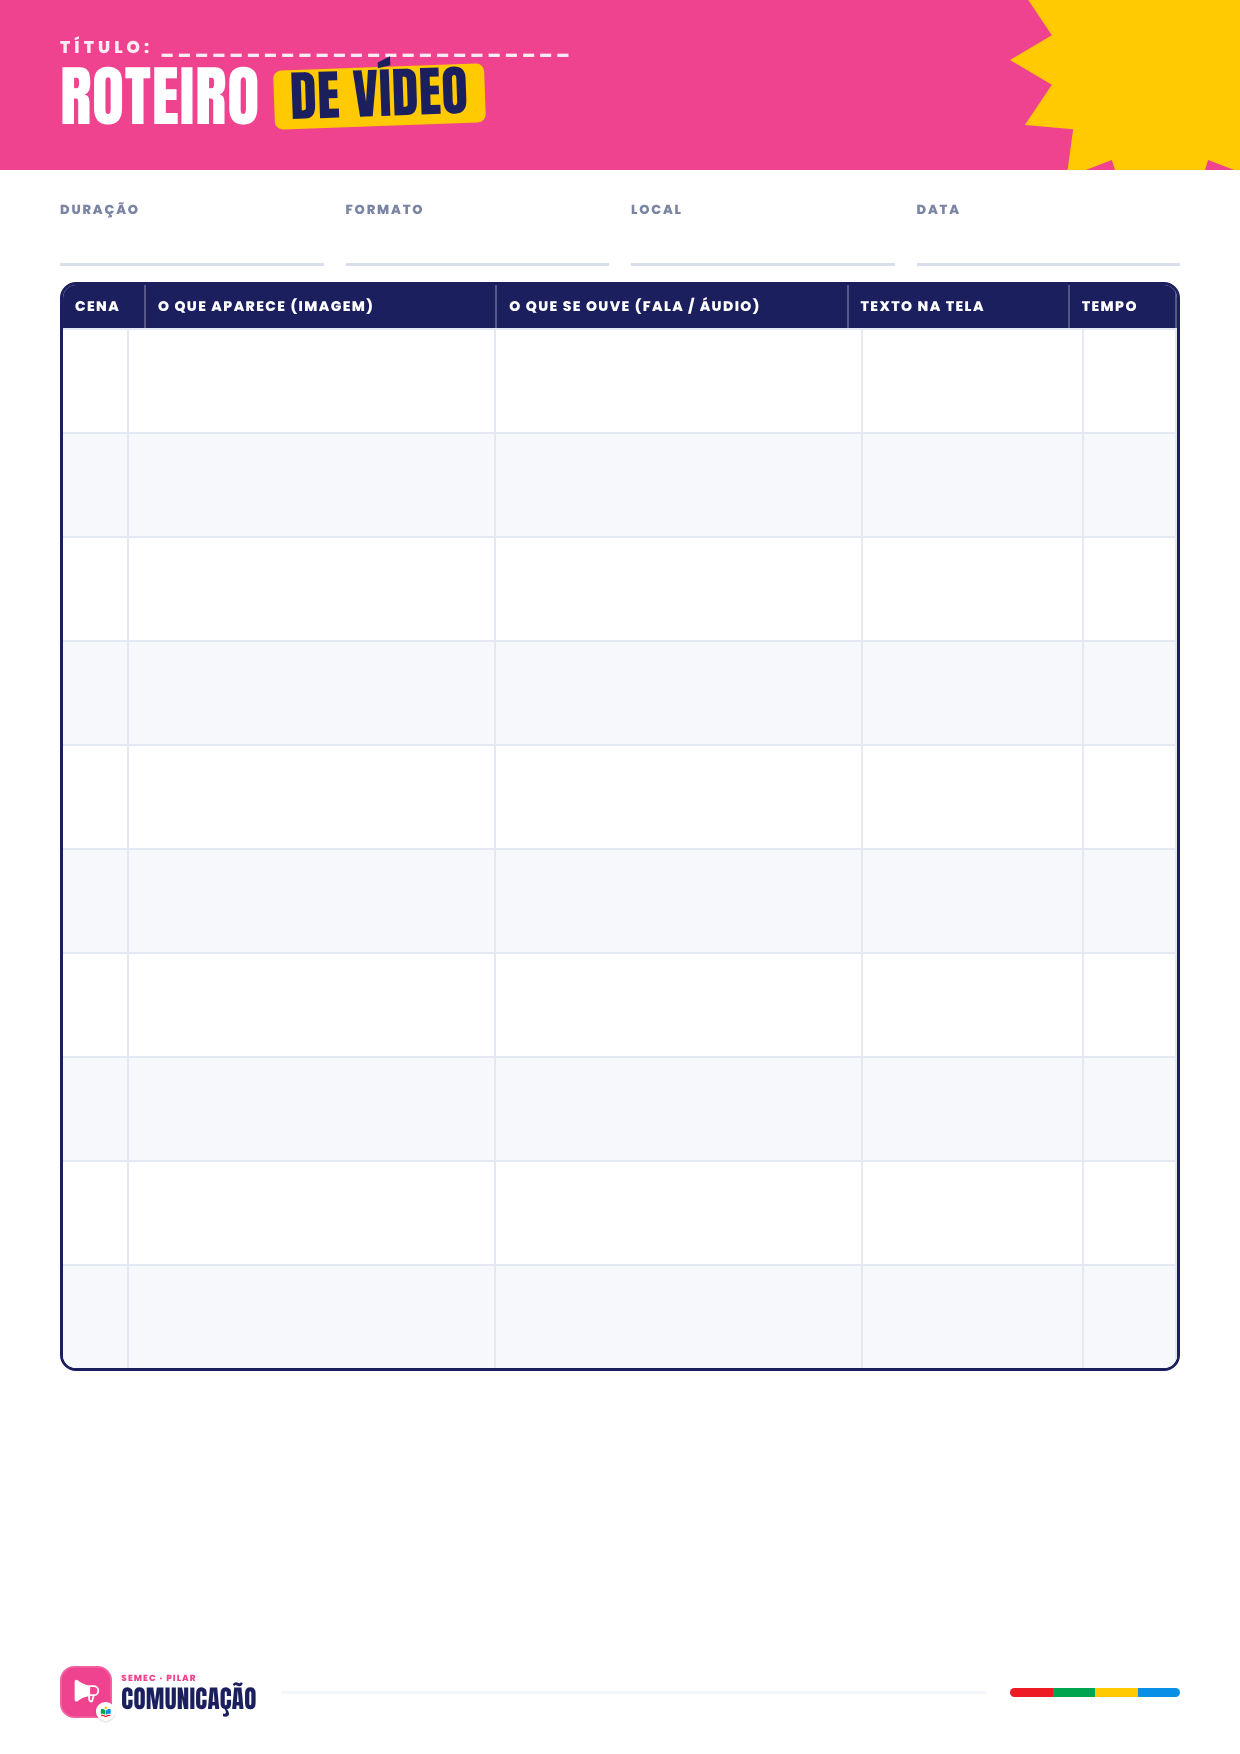 TÍTULO: ________________________
ROTEIRO DE VÍDEO
DURAÇÃO FORMATO LOCAL DATA
CENA O QUE APARECE (IMAGEM) O QUE SE OUVE (FALA / ÁUDIO) TEXTO NA TELA TEMPO
SEMEC · PILAR
COMUNICAÇÃO